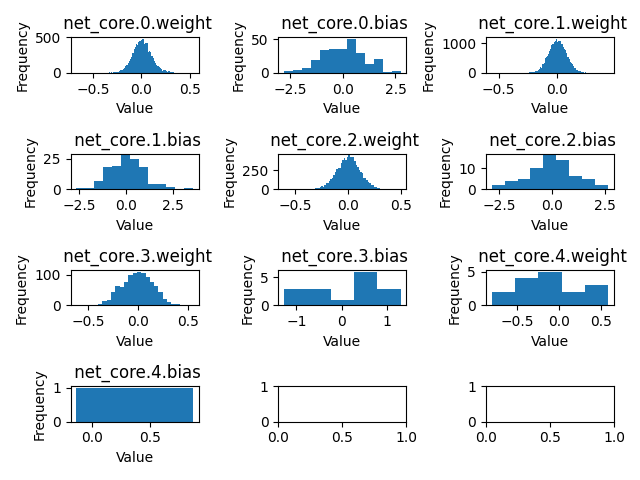 net_core.0.weight
Frequency
500
0
−0.5
0.0
0.5
Value
net_core.0.bias
Frequency
50
0
−2.5
0.0
2.5
Value
net_core.1.weight
Frequency
1000
0
−0.5
0.0
Value
net_core.1.bias
Frequency
25
0
−2.5
0.0
2.5
Value
net_core.2.weight
Frequency
250
0
−0.5
0.0
0.5
Value
net_core.2.bias
Frequency
10
0
−2.5
0.0
2.5
Value
net_core.3.weight
Frequency
100
0
−0.5
0.0
0.5
Value
net_core.3.bias
Frequency
5
0
−1
0
1
Value
net_core.4.weight
Frequency
5
0
−0.5
0.0
0.5
Value
net_core.4.bias
Frequency
1
0
0.0
0.5
Value
1
0
0.0
0.5
1.0
1
0
0.0
0.5
1.0